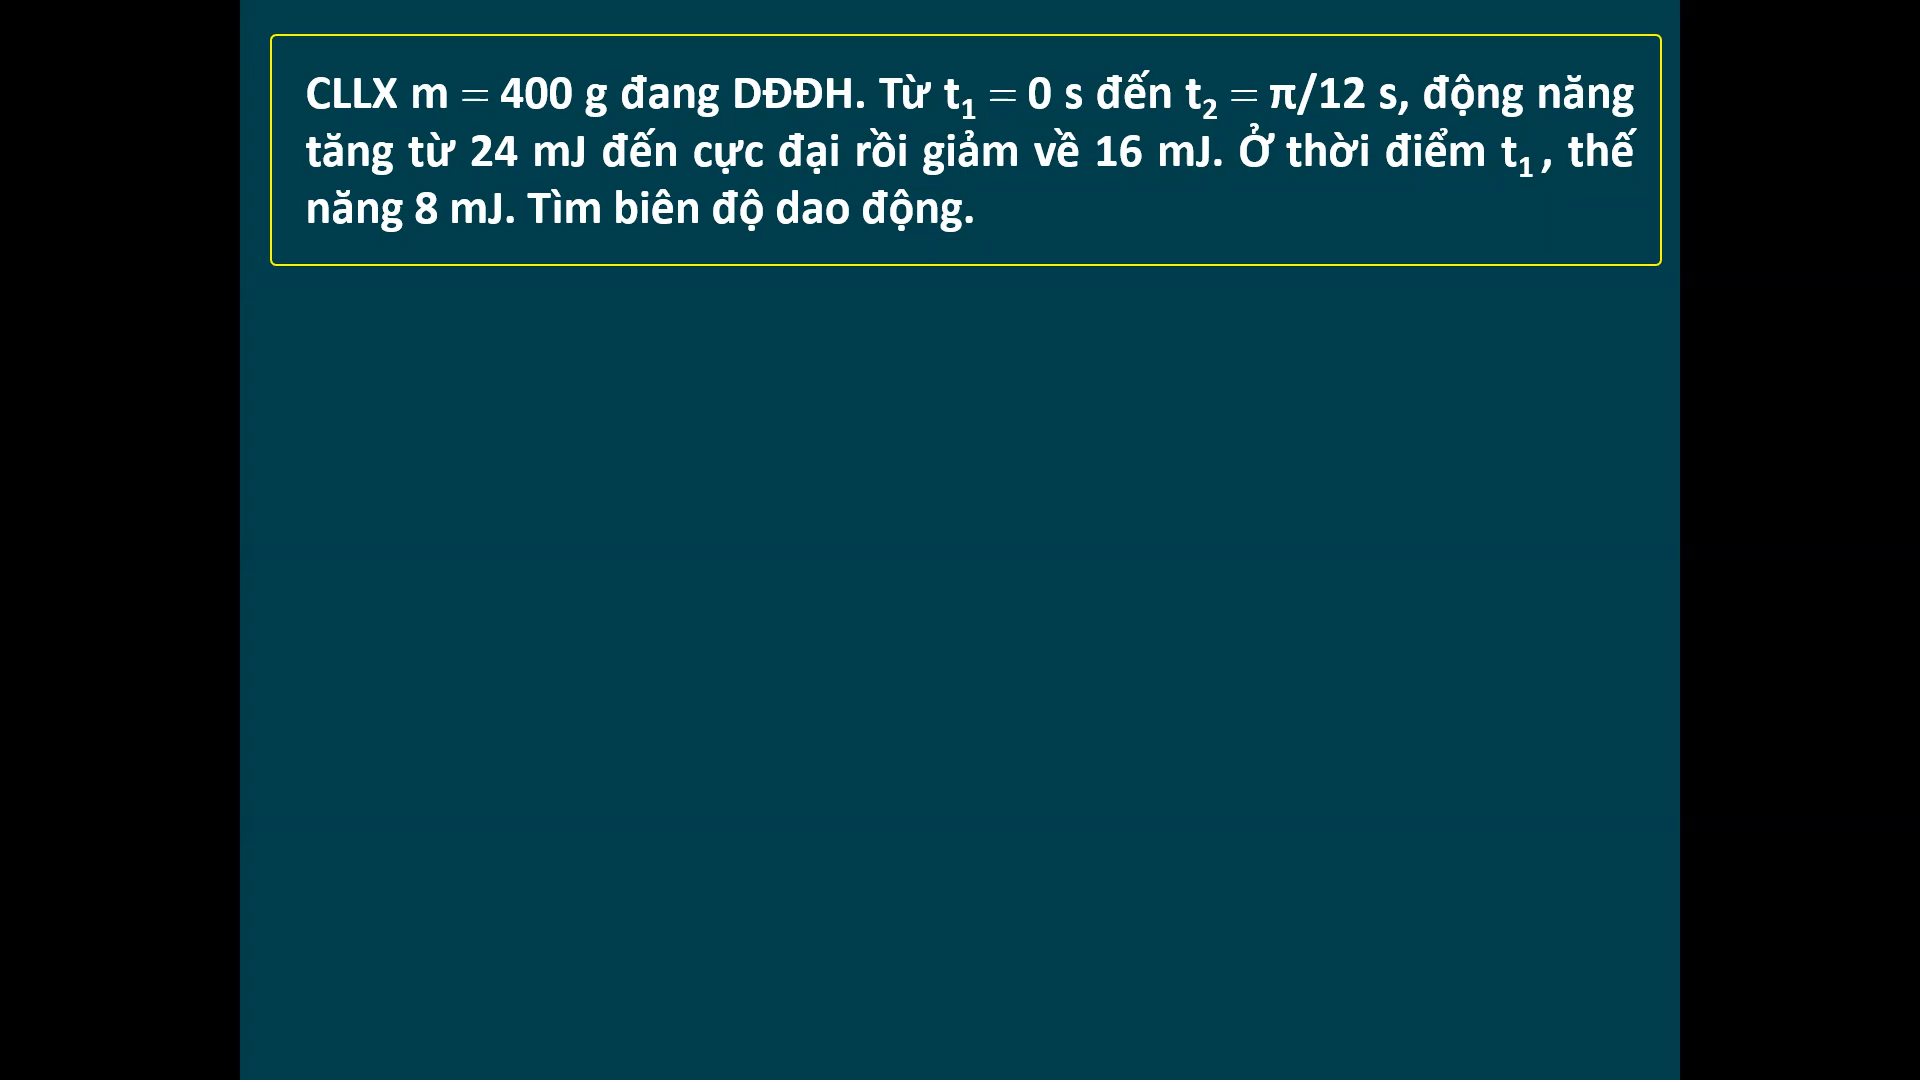 CLLX m = 400 g đang DĐĐH. Từ t₁ = 0 s đến t₂ = π/12 s, động năng
tăng từ 24 mJ đến cực đại rồi giảm về 16 mJ. Ở thời điểm t₁ , thế
năng 8 mJ. Tìm biên độ dao động.